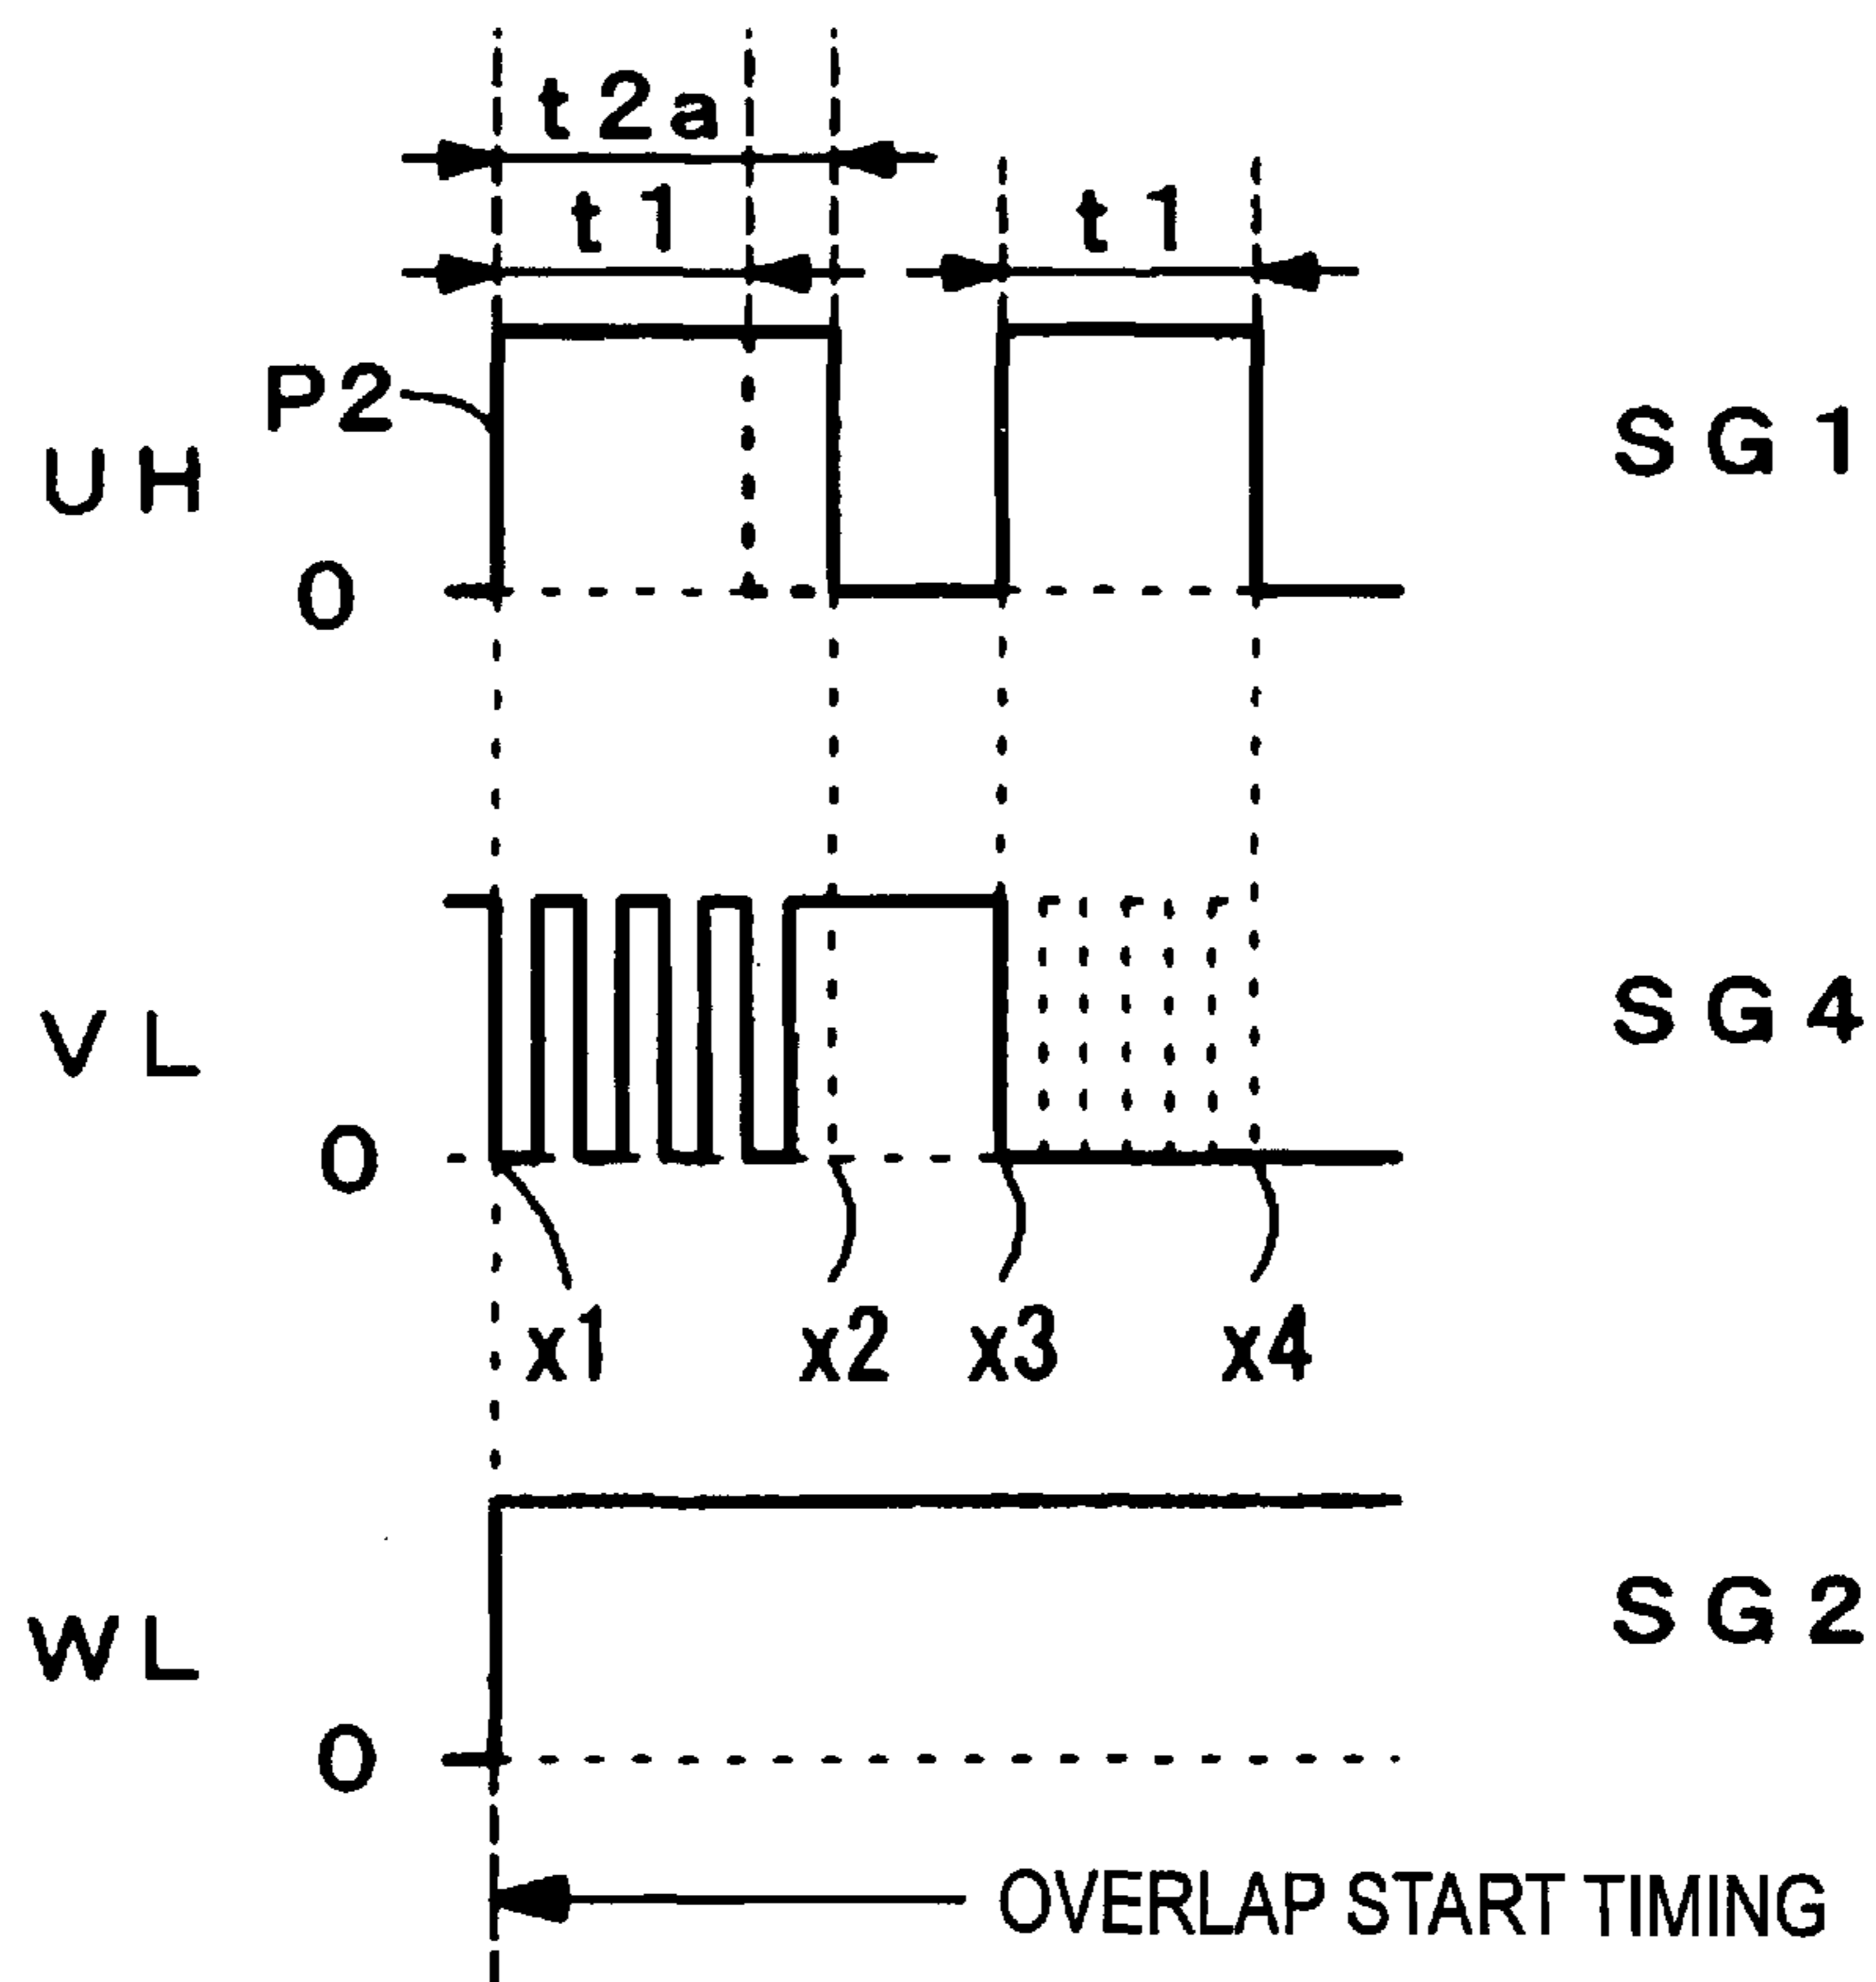 t2a
t1 t1
P2
UH SG1
0
VL SG4
0
x1 x2 x3 x4
WL SG2
0
OVERLAP START TIMING